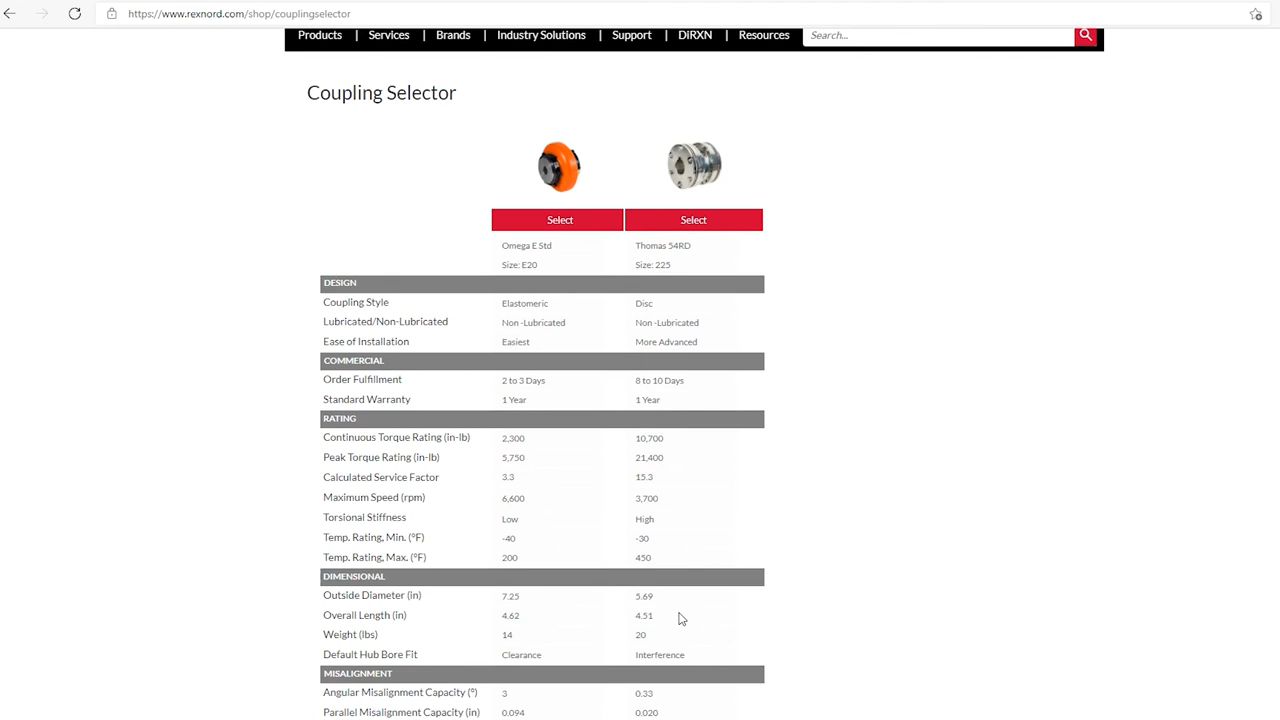 https://www.rexnord.com/shop/couplingselector
Products | Services | Brands | Industry Solutions | Support | DiRXN | Resources Search...
Coupling Selector
Select Select
Omega E Std Thomas 54RD
Size: E20 Size: 225
DESIGN
Coupling Style Elastomeric Disc
Lubricated/Non-Lubricated Non -Lubricated Non -Lubricated
Ease of Installation Easiest More Advanced
COMMERCIAL
Order Fulfillment 2 to 3 Days 8 to 10 Days
Standard Warranty 1 Year 1 Year
RATING
Continuous Torque Rating (in-lb) 2,300 10,700
Peak Torque Rating (in-lb) 5,750 21,400
Calculated Service Factor 3.3 15.3
Maximum Speed (rpm) 6,600 3,700
Torsional Stiffness Low High
Temp. Rating, Min. (°F) -40 -30
Temp. Rating, Max. (°F) 200 450
DIMENSIONAL
Outside Diameter (in) 7.25 5.69
Overall Length (in) 4.62 4.51
Weight (lbs) 14 20
Default Hub Bore Fit Clearance Interference
MISALIGNMENT
Angular Misalignment Capacity (°) 3 0.33
Parallel Misalignment Capacity (in) 0.094 0.020